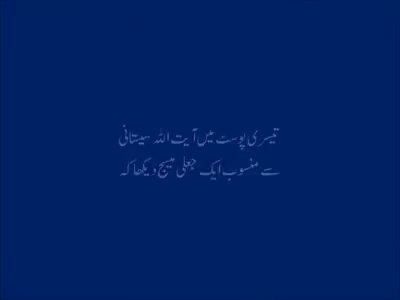 تیسری پوسٹ میں آیت اللہ سیستانی
سے منسوب ایک جعلی میسج دیکھا کہ